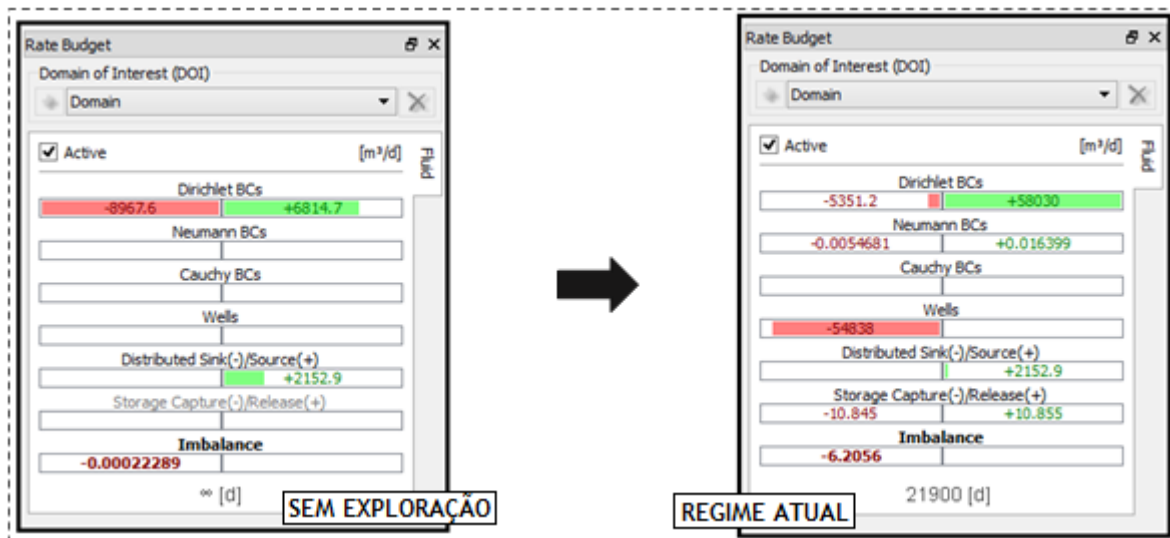 Rate Budget
Domain of Interest (DOI)
Domain
Active [m³/d]
Fluid
Dirichlet BCs
-8967.6 +6814.7
Neumann BCs
Cauchy BCs
Wells
Distributed Sink(-)/Source(+)
+2152.9
Storage Capture(-)/Release(+)
Imbalance
-0.00022289
∞ [d]
SEM EXPLORAÇÃO
Rate Budget
Domain of Interest (DOI)
Domain
Active [m³/d]
Fluid
Dirichlet BCs
-5351.2 +58030
Neumann BCs
-0.0054681 +0.016399
Cauchy BCs
Wells
-54838
Distributed Sink(-)/Source(+)
+2152.9
Storage Capture(-)/Release(+)
-10.845 +10.855
Imbalance
-6.2056
21900 [d]
REGIME ATUAL